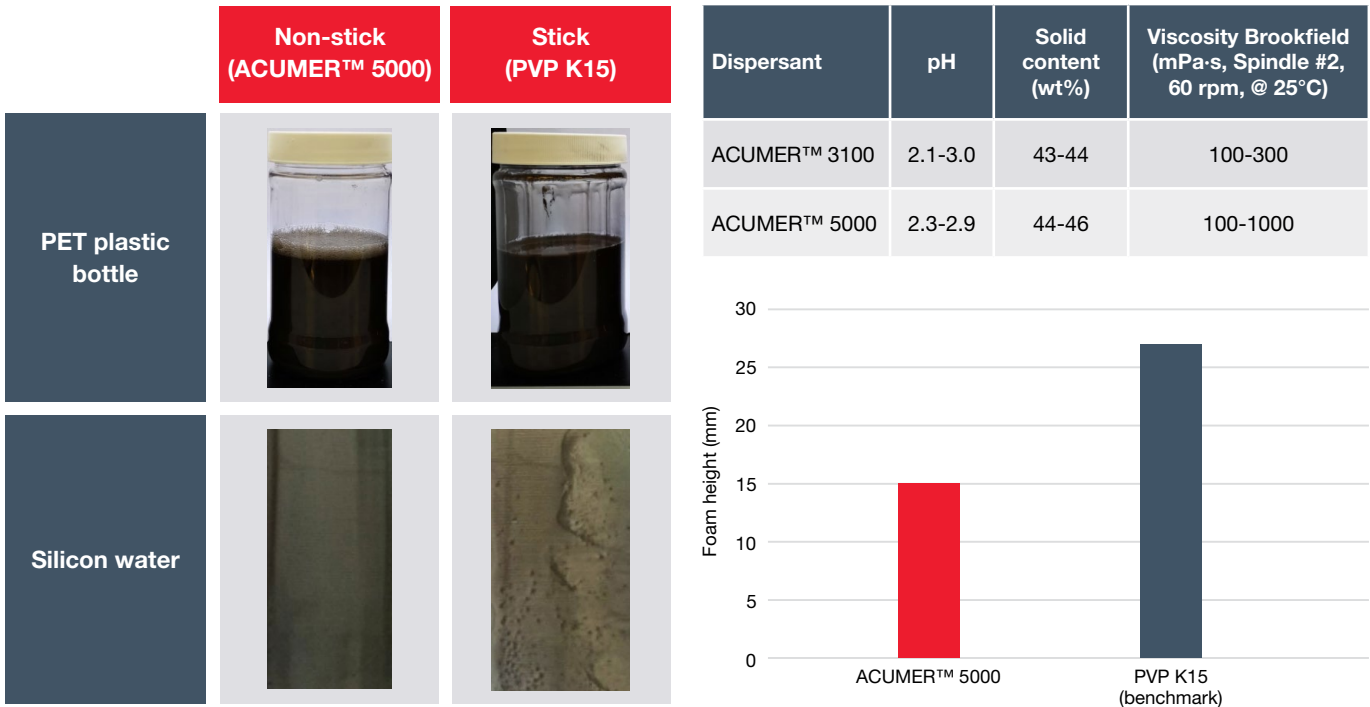 Non-stick
(ACUMER™ 5000)
Stick
(PVP K15)
PET plastic
bottle
Silicon water
Dispersant
pH
Solid
content
(wt%)
Viscosity Brookfield
(mPa·s, Spindle #2,
60 rpm, @ 25°C)
ACUMER™ 3100
2.1-3.0
43-44
100-300
ACUMER™ 5000
2.3-2.9
44-46
100-1000
Foam height (mm)
30
25
20
15
10
5
0
ACUMER™ 5000
PVP K15
(benchmark)